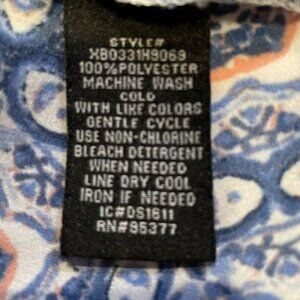 STYLE#
XB0331H9069
100%POLYESTER
MACHINE WASH
COLD
WITH LIKE COLORS
GENTLE CYCLE
USE NON-CHLORINE
BLEACH DETERGENT
WHEN NEEDED
LINE DRY COOL
IRON IF NEEDED
IC#DS1611
RN#95377